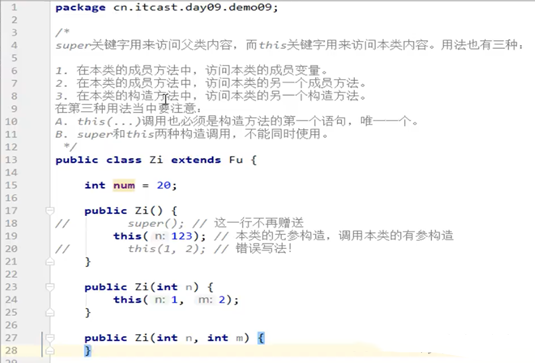 1 package cn.itcast.day09.demo09;
2
3 /*
4 super关键字用来访问父类内容，而this关键字用来访问本类内容。用法也有三种：
5
6 1. 在本类的成员方法中，访问本类的成员变量。
7 2. 在本类的成员方法中，访问本类的另一个成员方法。
8 3. 在本类的构造方法中，访问本类的另一个构造方法。
9 在第三种用法当中要注意：
10 A. this(...)调用也必须是构造方法的第一个语句，唯一一个。
11 B. super和this两种构造调用，不能同时使用。
12 */
13 public class Zi extends Fu {
14
15 int num = 20;
16
17 public Zi() {
18 // super(); // 这一行不再赠送
19 this( n: 123); // 本类的无参构造，调用本类的有参构造
20 // this(1, 2); // 错误写法！
21 }
22
23 public Zi(int n) {
24 this( n: 1, m: 2);
25 }
26
27 public Zi(int n, int m) {
28 }